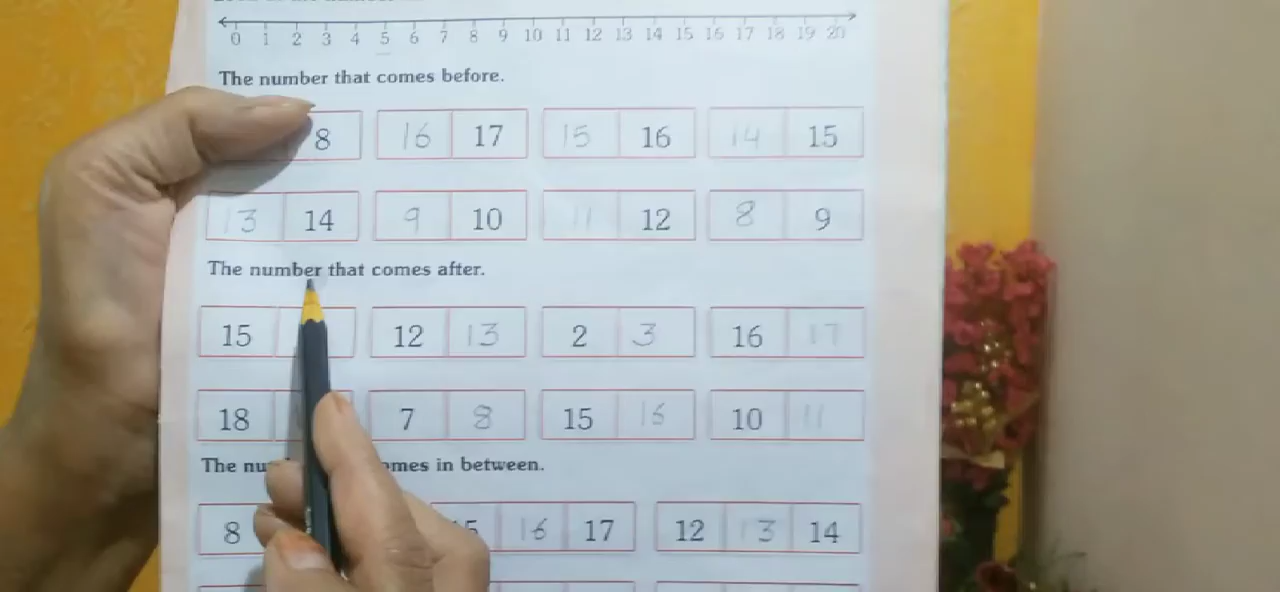 0 1 2 3 4 5 6 7 8 9 10 11 12 13 14 15 16 17 18 19 20
The number that comes before.
8 16 17 15 16 14 15
13 14 9 10 11 12 8 9
The number that comes after.
15 12 13 2 3 16 17
18 7 8 15 16 10 11
The in between.
8 16 17 12 13 14